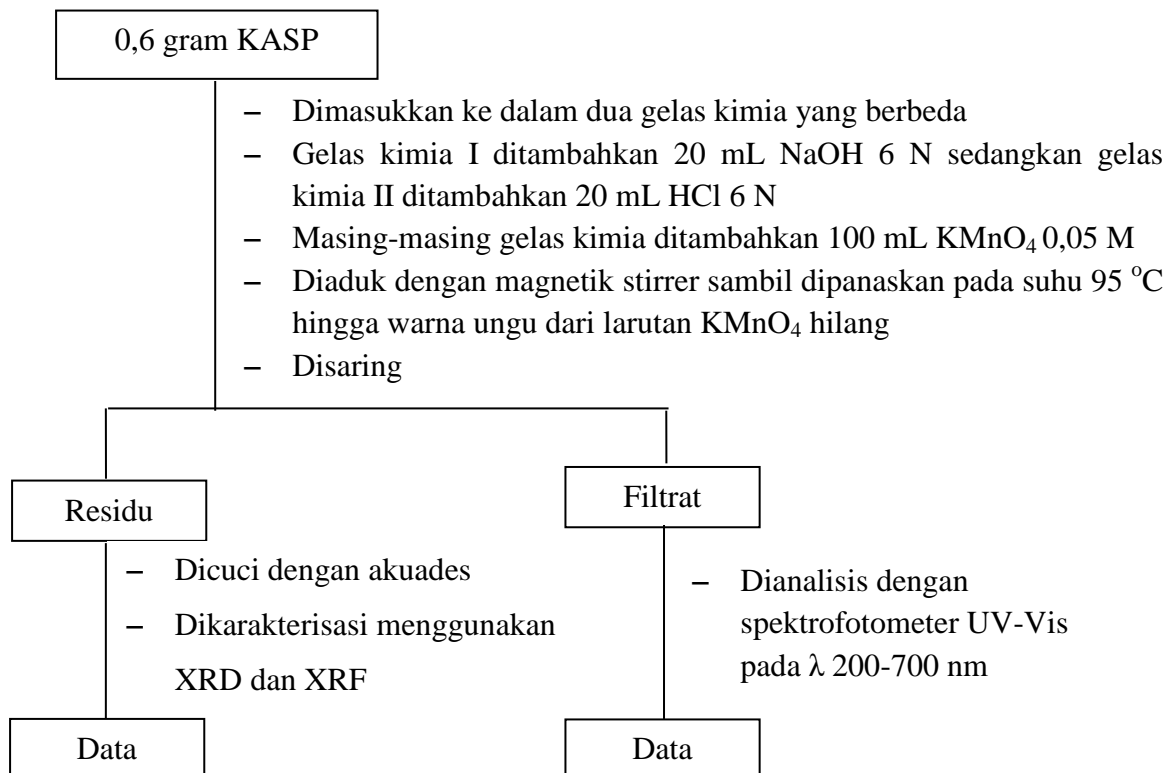 0,6 gram KASP
– Dimasukkan ke dalam dua gelas kimia yang berbeda
– Gelas kimia I ditambahkan 20 mL NaOH 6 N sedangkan gelas
kimia II ditambahkan 20 mL HCl 6 N
– Masing-masing gelas kimia ditambahkan 100 mL KMnO₄ 0,05 M
– Diaduk dengan magnetik stirrer sambil dipanaskan pada suhu 95 °C
hingga warna ungu dari larutan KMnO₄ hilang
– Disaring
Residu
– Dicuci dengan akuades
– Dikarakterisasi menggunakan
XRD dan XRF
Data
Filtrat
– Dianalisis dengan
spektrofotometer UV-Vis
pada λ 200-700 nm
Data